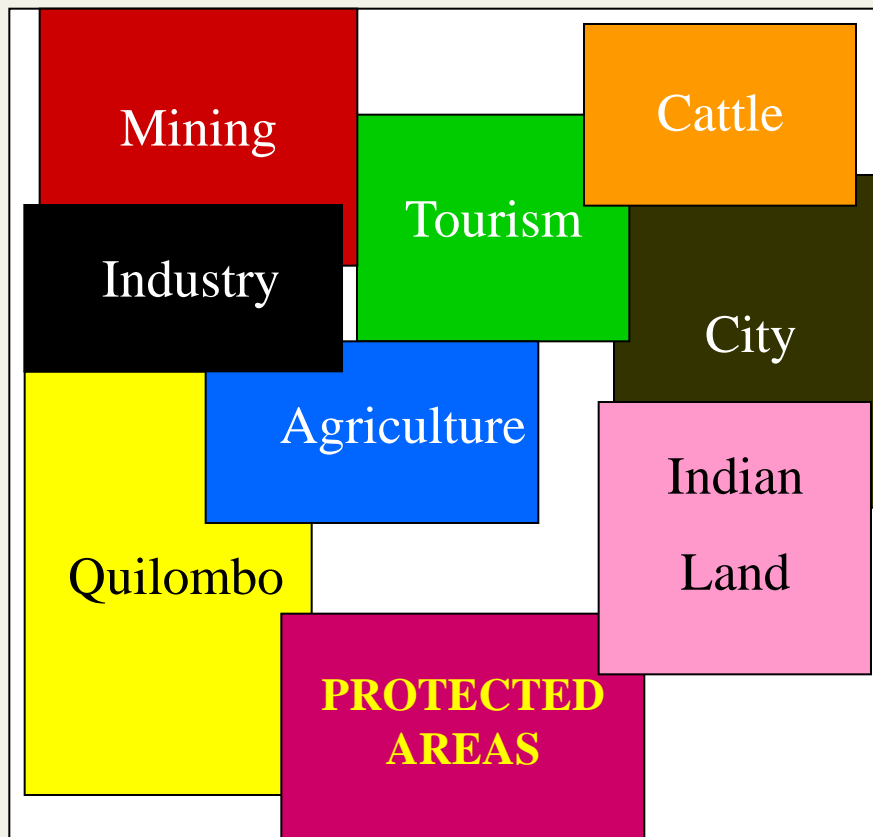 Mining
Cattle
Tourism
Industry
City
Agriculture
Indian
Land
Quilombo
PROTECTED
AREAS